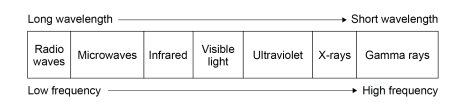 Long wavelength Short wavelength
Radio waves Microwaves Infrared Visible light Ultraviolet X-rays Gamma rays
Low frequency High frequency